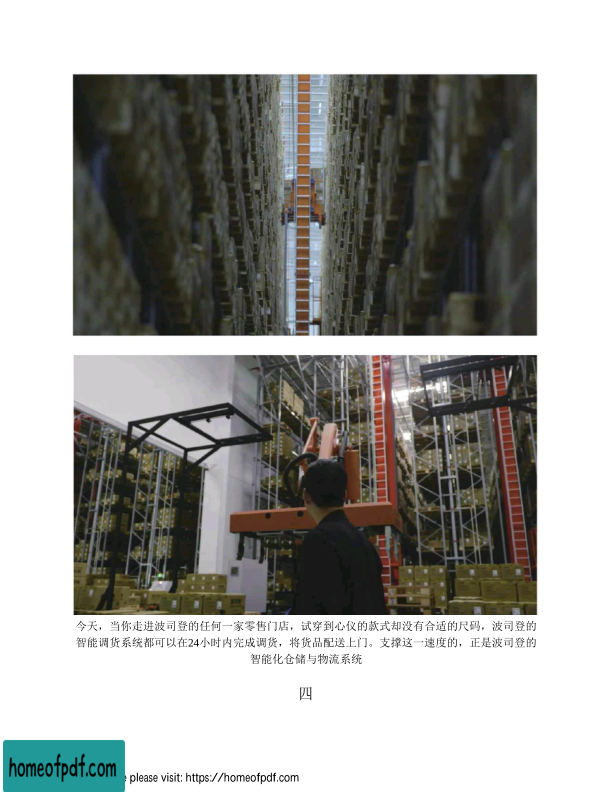 今天，当你走进波司登的任何一家零售门店，试穿到心仪的款式却没有合适的尺码，波司登的
智能调货系统都可以在24小时内完成调货，将货品配送上门。支撑这一速度的，正是波司登的
智能化仓储与物流系统
四
homeofpdf.com
please visit: https://homeofpdf.com